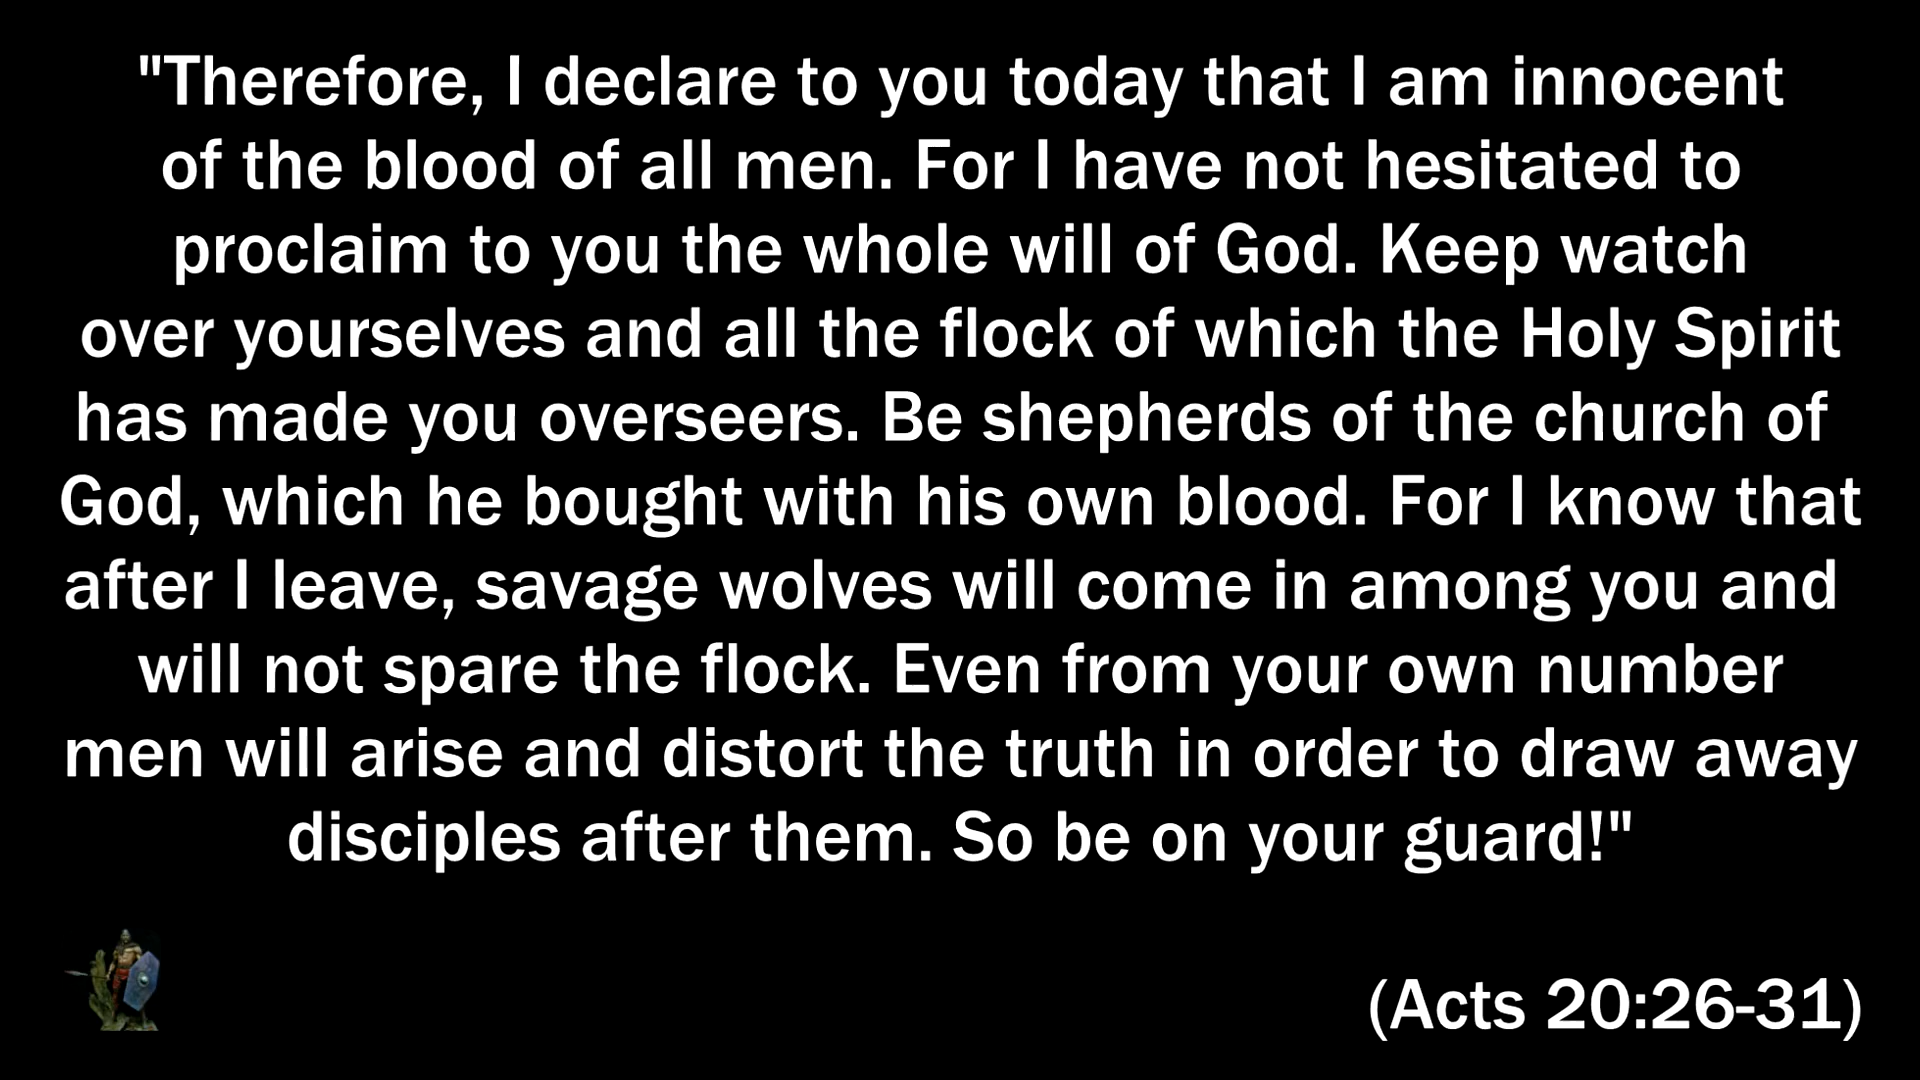 "Therefore, I declare to you today that I am innocent
of the blood of all men. For I have not hesitated to
proclaim to you the whole will of God. Keep watch
over yourselves and all the flock of which the Holy Spirit
has made you overseers. Be shepherds of the church of
God, which he bought with his own blood. For I know that
after I leave, savage wolves will come in among you and
will not spare the flock. Even from your own number
men will arise and distort the truth in order to draw away
disciples after them. So be on your guard!"
(Acts 20:26-31)